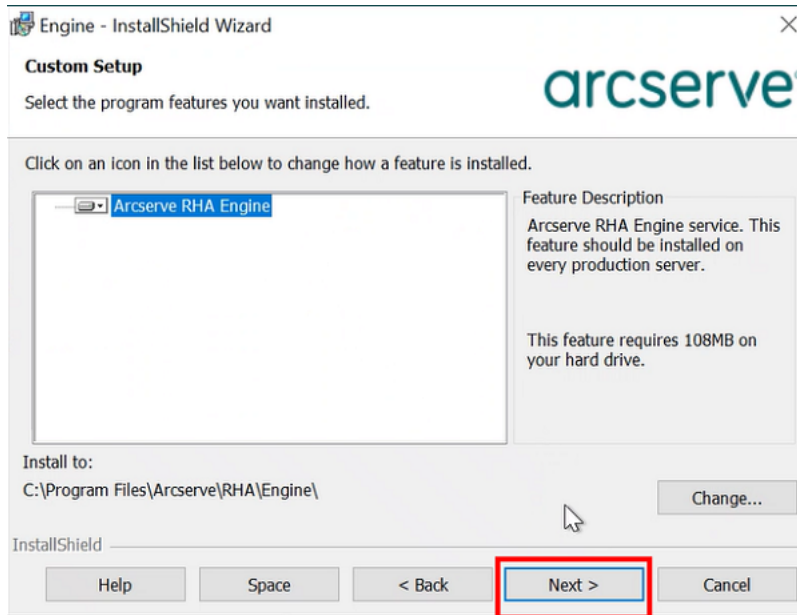 Engine - InstallShield Wizard
Custom Setup
Select the program features you want installed.
arcserve
Click on an icon in the list below to change how a feature is installed.
Arcserve RHA Engine
Feature Description
Arcserve RHA Engine service. This
feature should be installed on
every production server.
This feature requires 108MB on
your hard drive.
Install to:
C:\Program Files\Arcserve\RHA\Engine\
Change...
InstallShield
Help
Space
< Back
Next >
Cancel